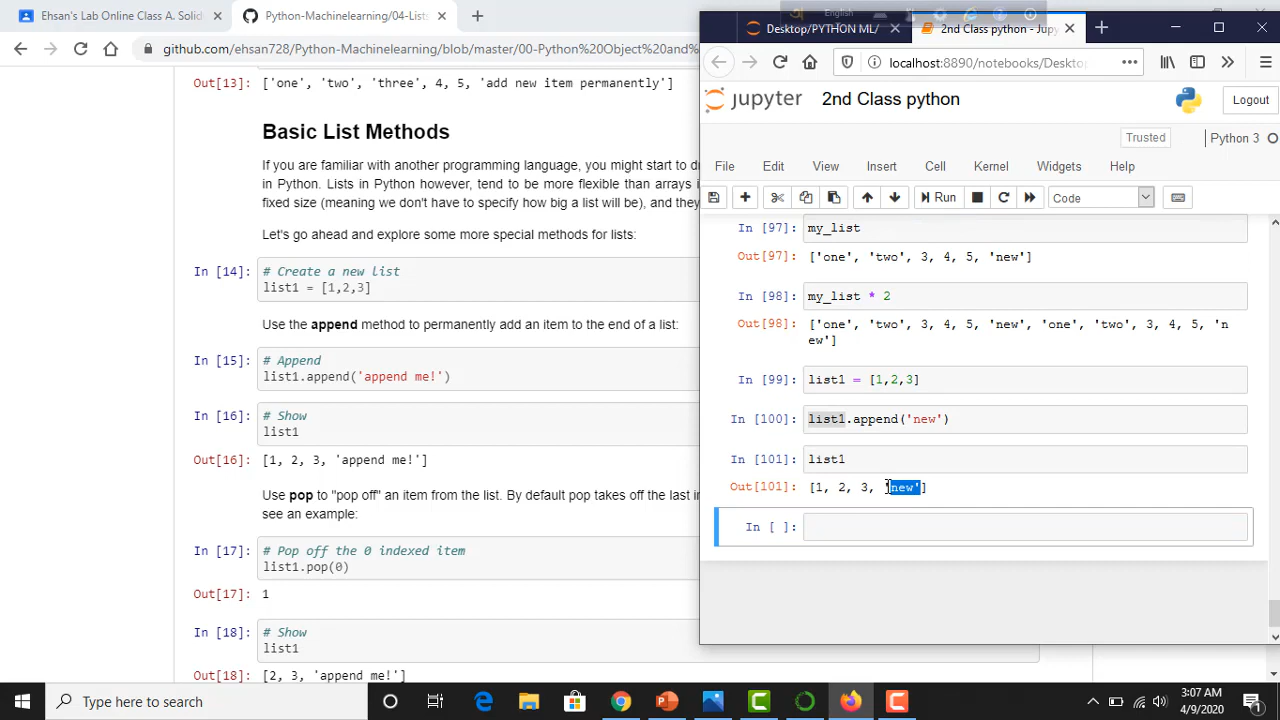 Ehsan's Lab Online Class A. Solid
Python-Machinelearning/04-Lists
github.com/ehsan728/Python-Machinelearning/blob/master/00-Python%20Object%20and%
Out[13]: ['one', 'two', 'three', 4, 5, 'add new item permanently']
Basic List Methods
If you are familiar with another programming language, you might start to
in Python. Lists in Python however, tend to be more flexible than arrays
fixed size (meaning we don't have to specify how big a list will be), and they
Let's go ahead and explore some more special methods for lists:
In [14]: # Create a new list
list1 = [1,2,3]
Use the append method to permanently add an item to the end of a list:
In [15]: # Append
list1.append('append me!')
In [16]: # Show
list1
Out[16]: [1, 2, 3, 'append me!']
Use pop to "pop off" an item from the list. By default pop takes off the last
see an example:
In [17]: # Pop off the 0 indexed item
list1.pop(0)
Out[17]: 1
In [18]: # Show
list1
Out[18]: [2, 3, 'append me!']
English
Desktop/PYTHON ML/
2nd Class python - Jupy
localhost:8890/notebooks/Deskto
jupyter 2nd Class python
Logout
Trusted
Python 3
File Edit View Insert Cell Kernel Widgets Help
Run Code
In [97]: my_list
Out[97]: ['one', 'two', 3, 4, 5, 'new']
In [98]: my_list * 2
Out[98]: ['one', 'two', 3, 4, 5, 'new', 'one', 'two', 3, 4, 5, 'n
ew']
In [99]: list1 = [1,2,3]
In [100]: list1.append('new')
In [101]: list1
Out[101]: [1, 2, 3, 'new']
In [ ]:
Type here to search
3:07 AM
4/9/2020
1